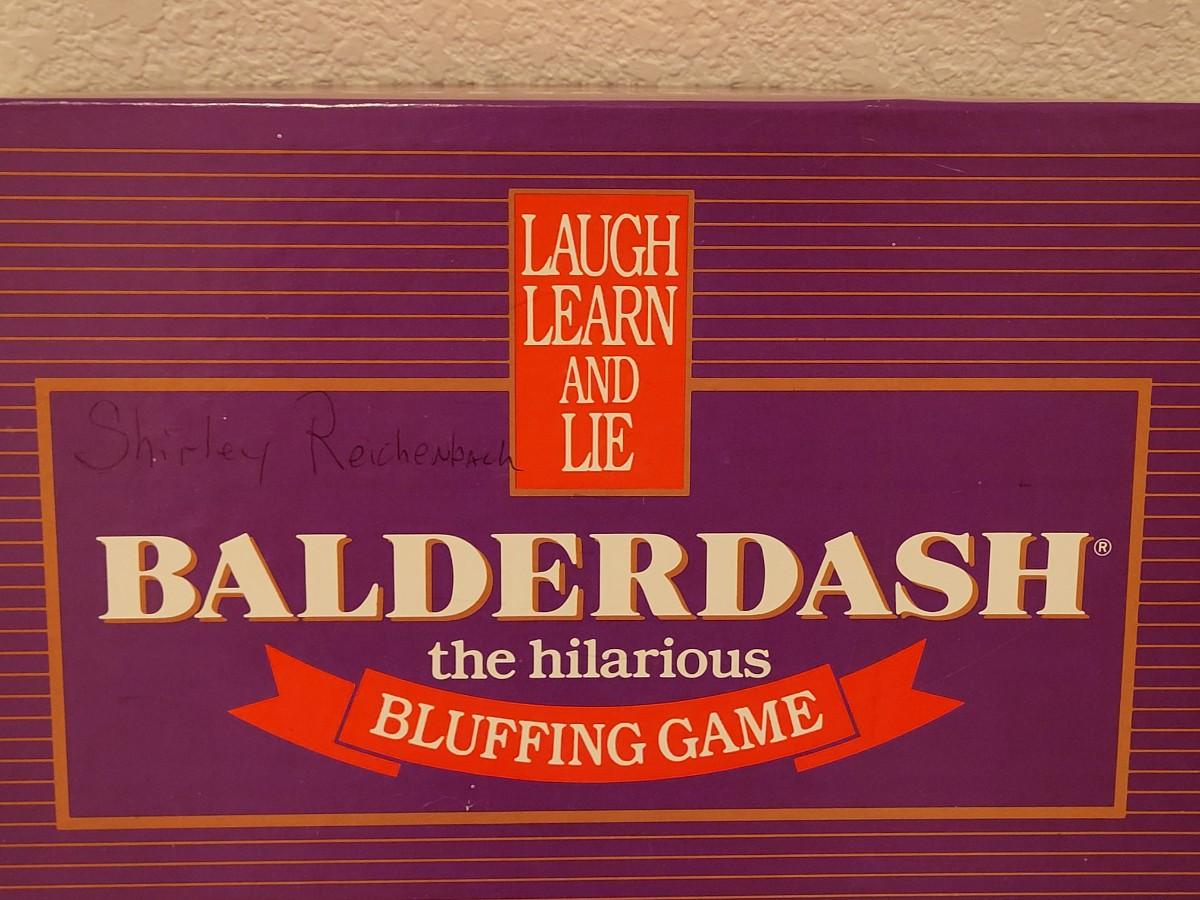 LAUGH
LEARN
AND
LIE
Shirley Reichenbach
BALDERDASH®
the hilarious
BLUFFING GAME